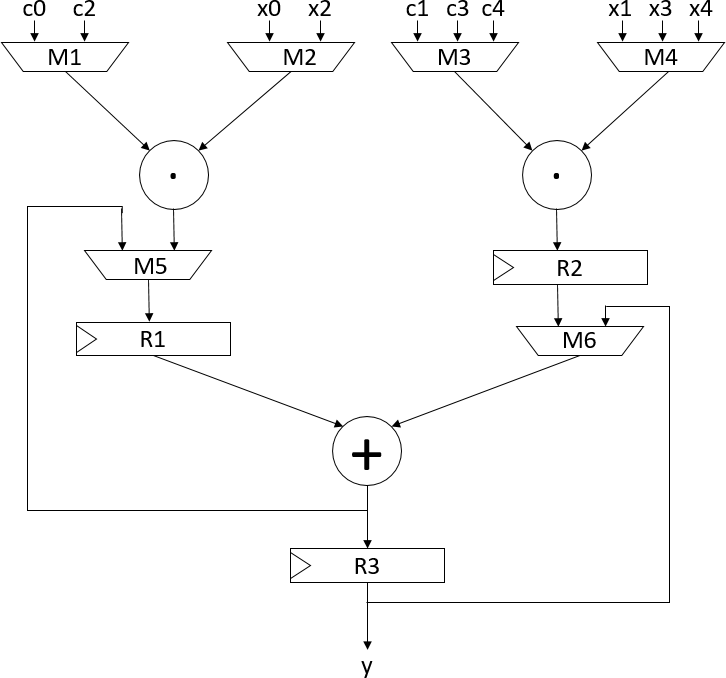 c0 c2 x0 x2 c1 c3 c4 x1 x3 x4
M1 M2 M3 M4
· ·
M5 R2
R1 M6
+
R3
y